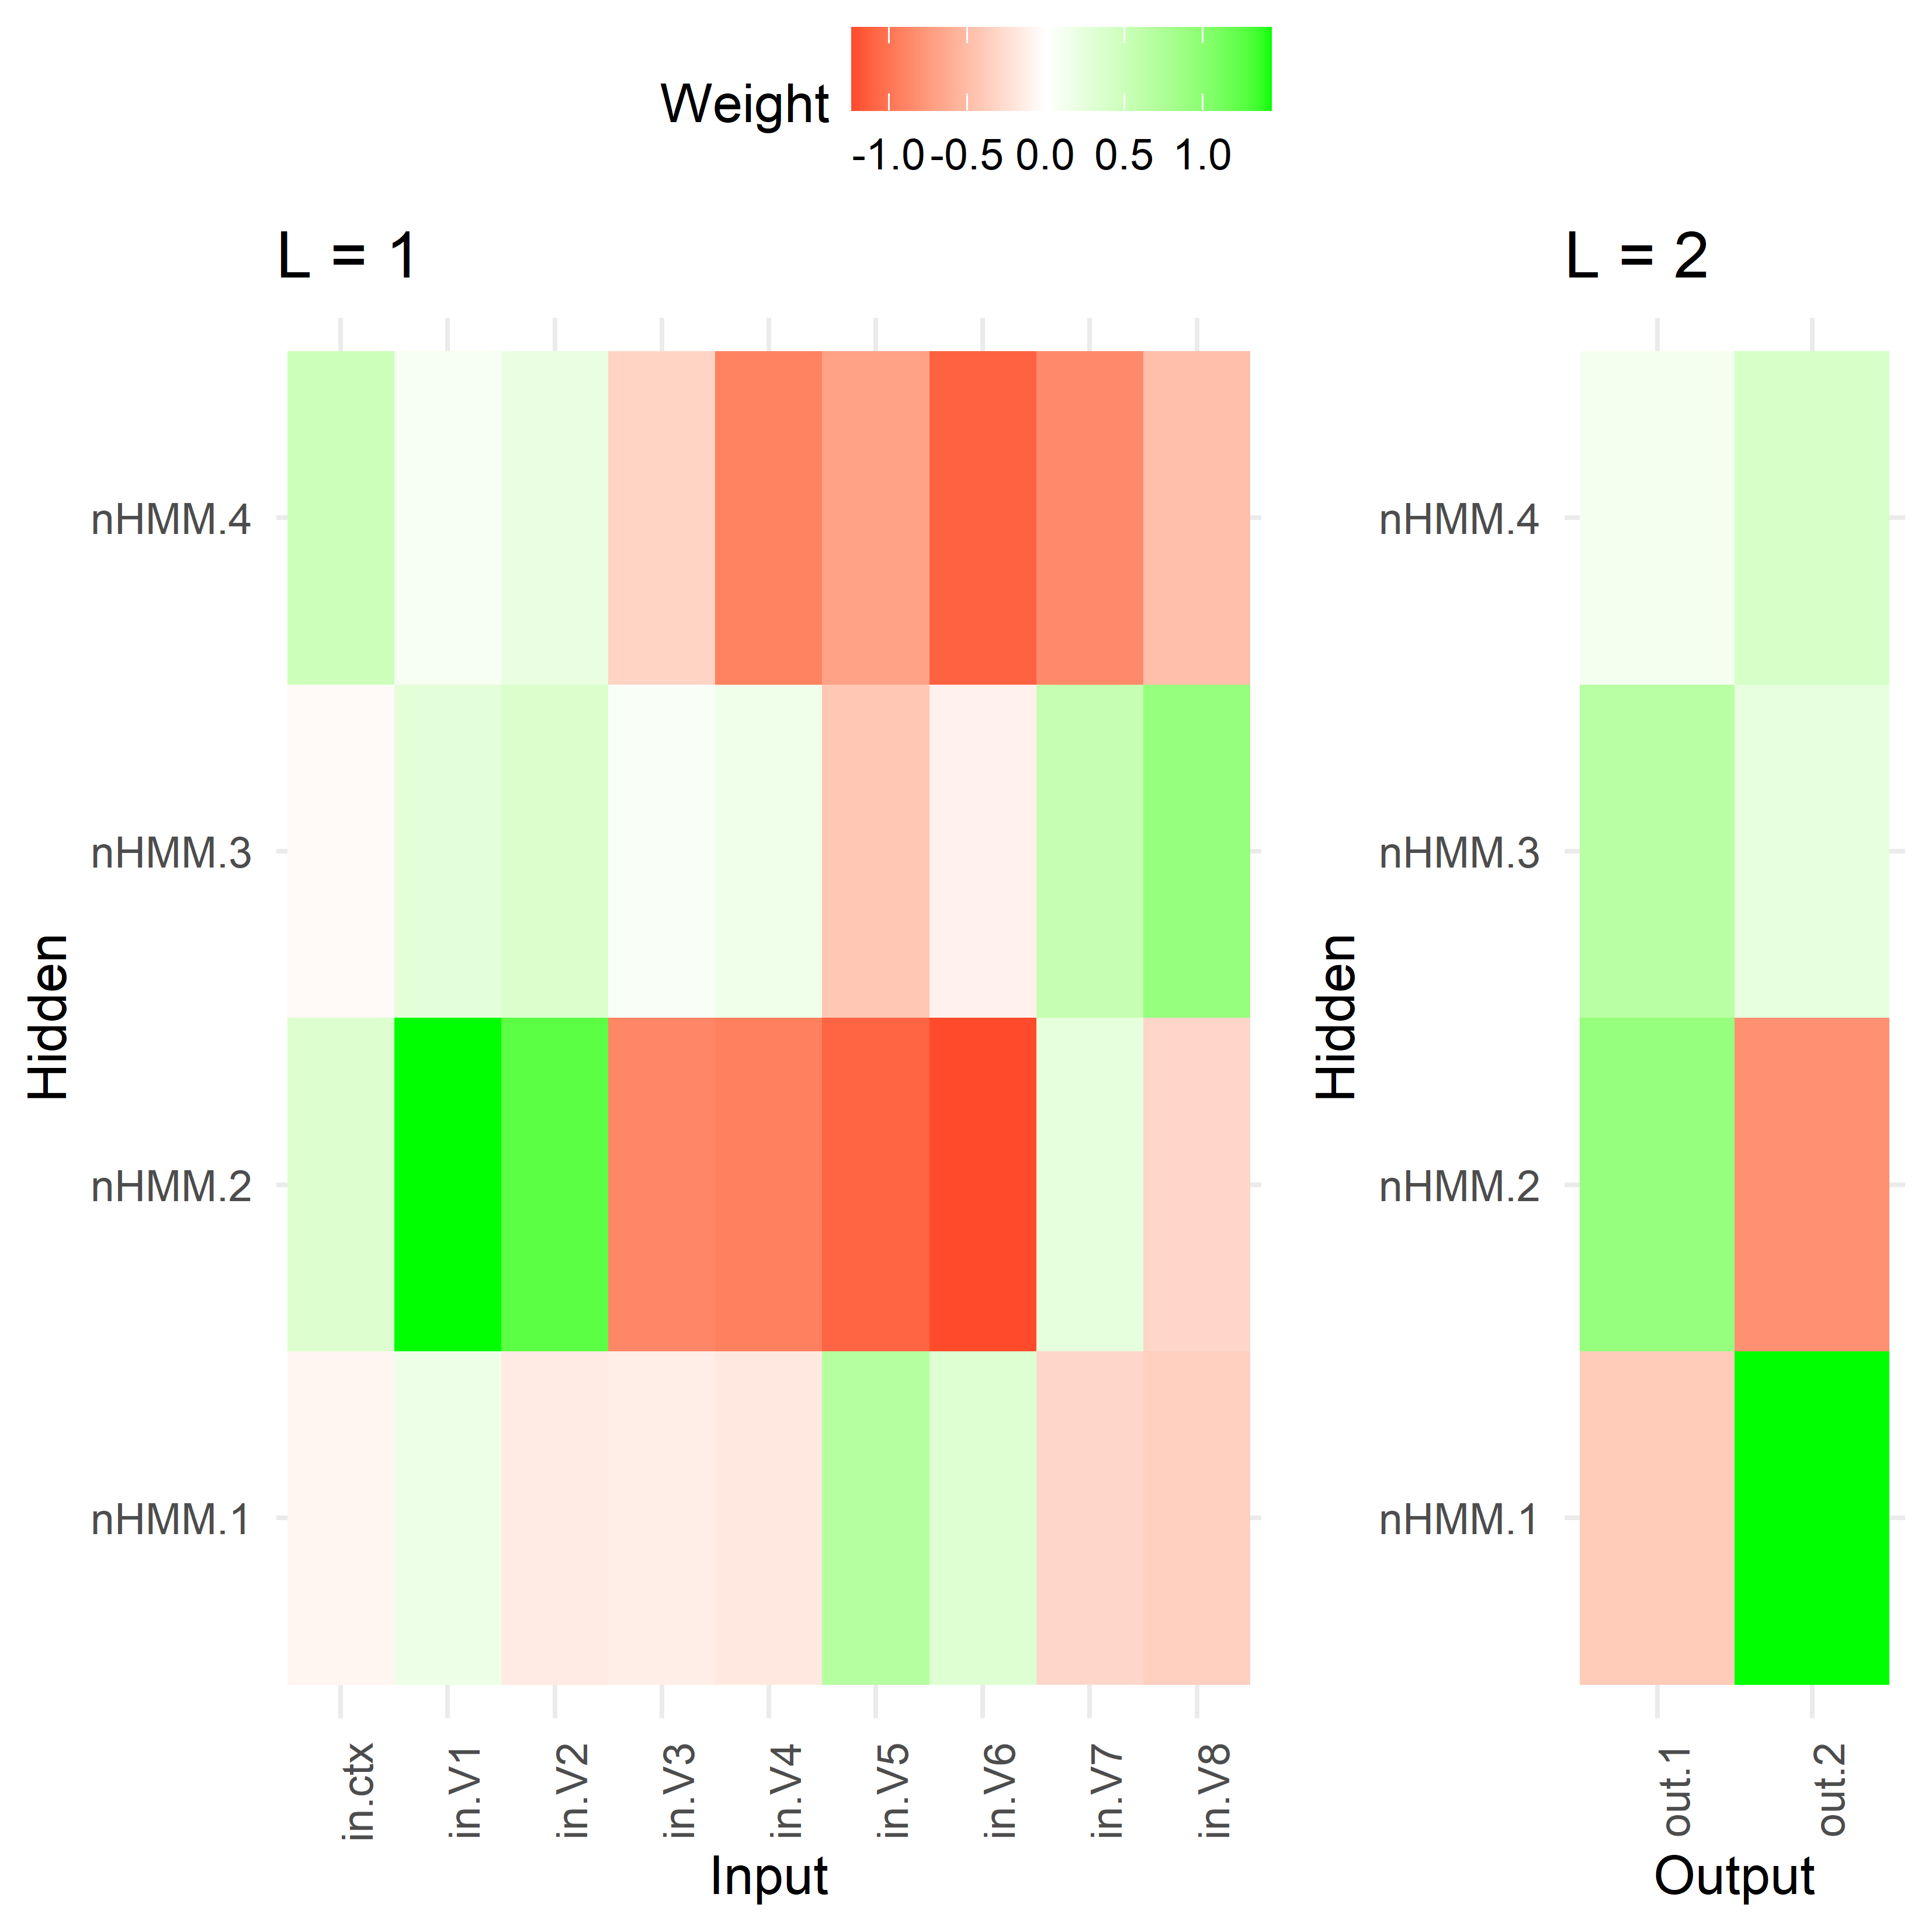 Weight
-1.0 -0.5 0.0 0.5 1.0
L = 1
L = 2
Hidden
nHMM.4
nHMM.3
nHMM.2
nHMM.1
in.ctx in.V1 in.V2 in.V3 in.V4 in.V5 in.V6 in.V7 in.V8
Input
Hidden
nHMM.4
nHMM.3
nHMM.2
nHMM.1
out.1 out.2
Output